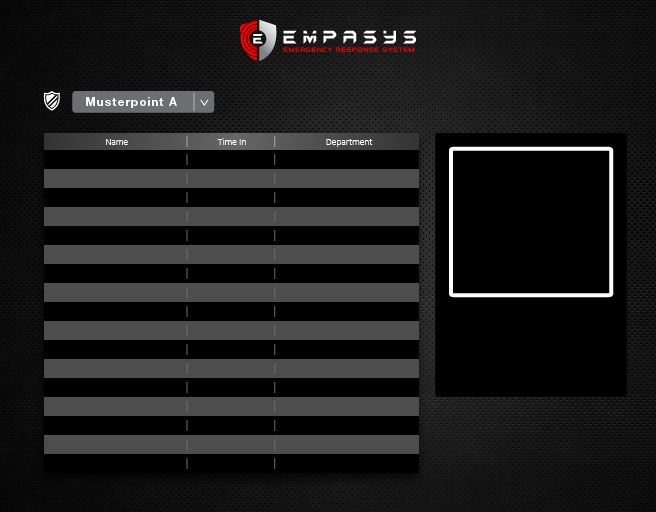 E EMPASYS
EMERGENCY RESPONSE SYSTEM
Musterpoint A
Name Time In Department